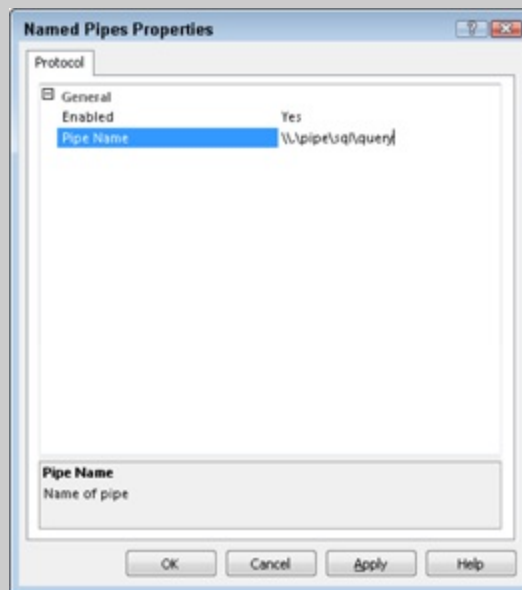 Named Pipes Properties
Protocol
General
Enabled Yes
Pipe Name \\.\pipe\sql\query
Pipe Name
Name of pipe
OK Cancel Apply Help